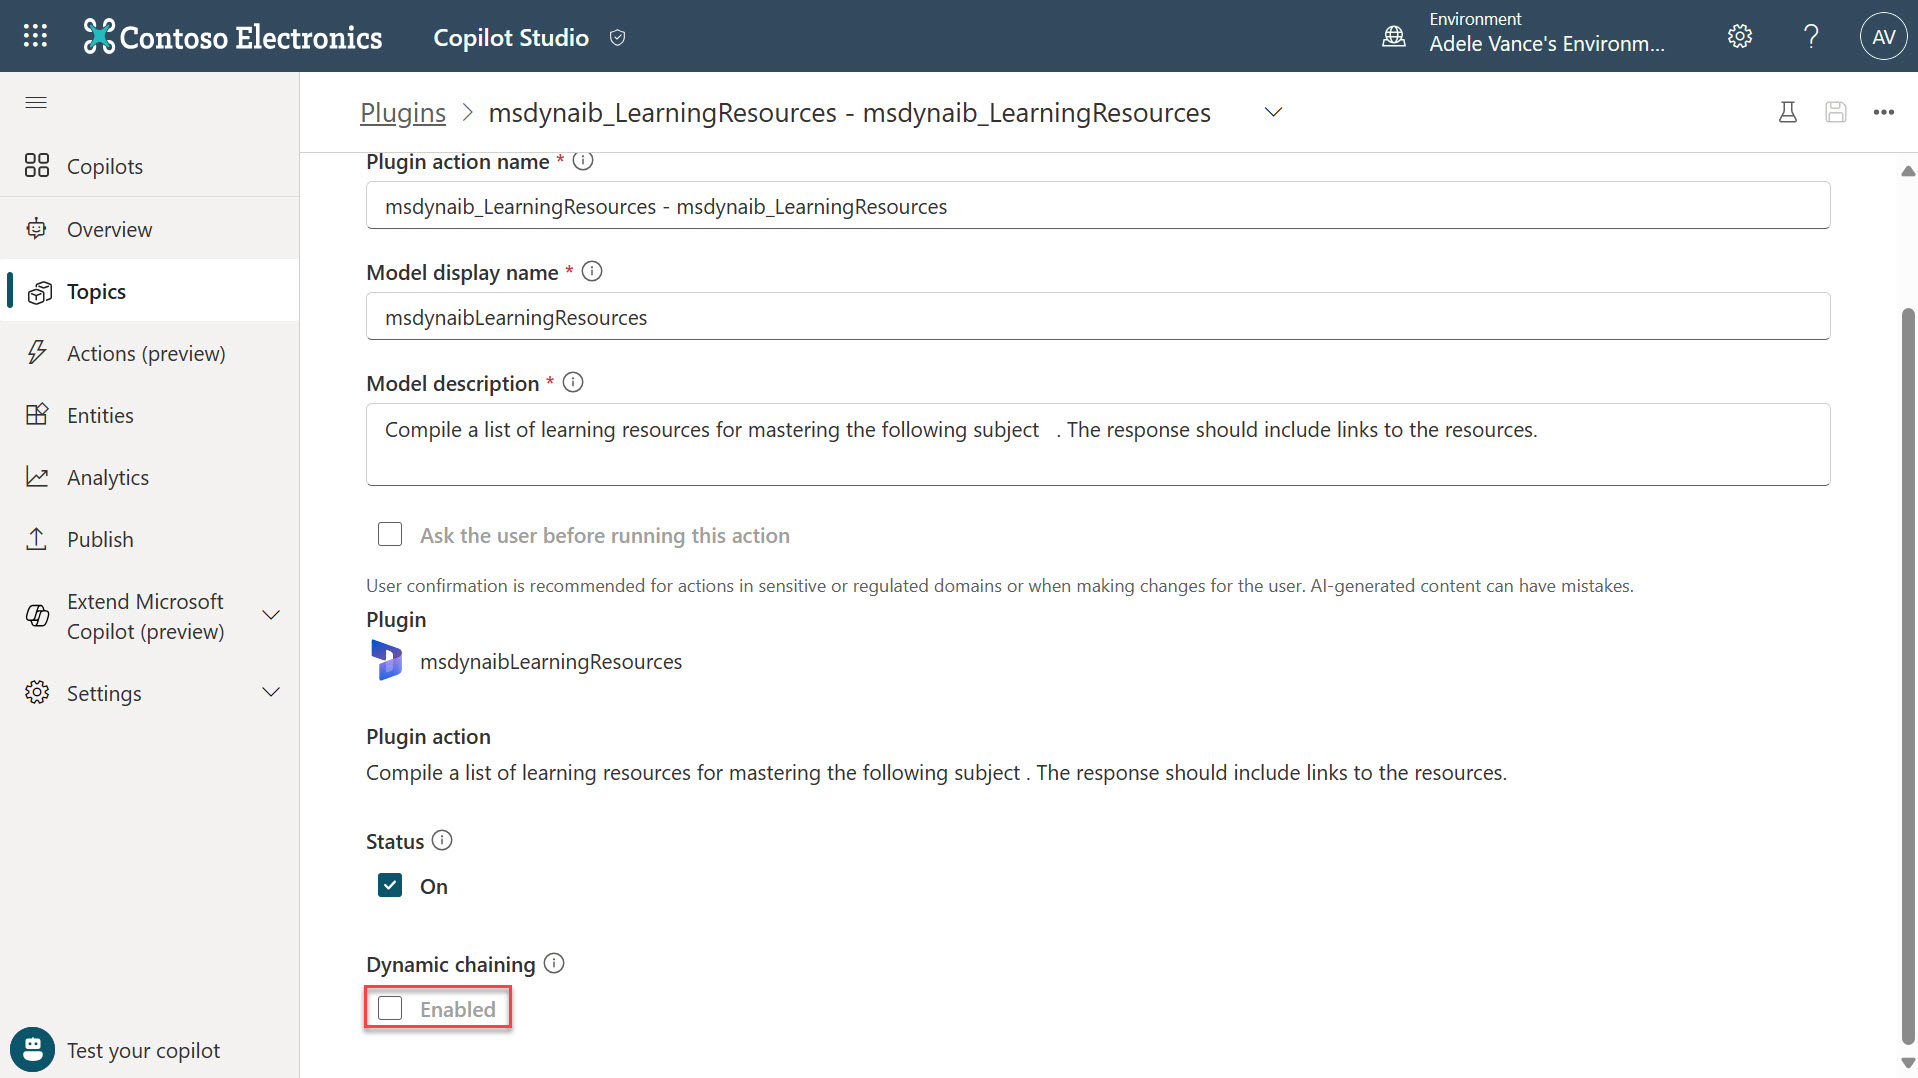 Contoso Electronics
Copilot Studio
Environment
Adele Vance's Environm...
?
AV
Plugins > msdynaib_LearningResources - msdynaib_LearningResources
Copilots
Overview
Topics
Actions (preview)
Entities
Analytics
Publish
Extend Microsoft
Copilot (preview)
Settings
Test your copilot
Plugin action name *
msdynaib_LearningResources - msdynaib_LearningResources
Model display name *
msdynaibLearningResources
Model description *
Compile a list of learning resources for mastering the following subject   . The response should include links to the resources.
Ask the user before running this action
User confirmation is recommended for actions in sensitive or regulated domains or when making changes for the user. AI-generated content can have mistakes.
Plugin
msdynaibLearningResources
Plugin action
Compile a list of learning resources for mastering the following subject . The response should include links to the resources.
Status
On
Dynamic chaining
Enabled